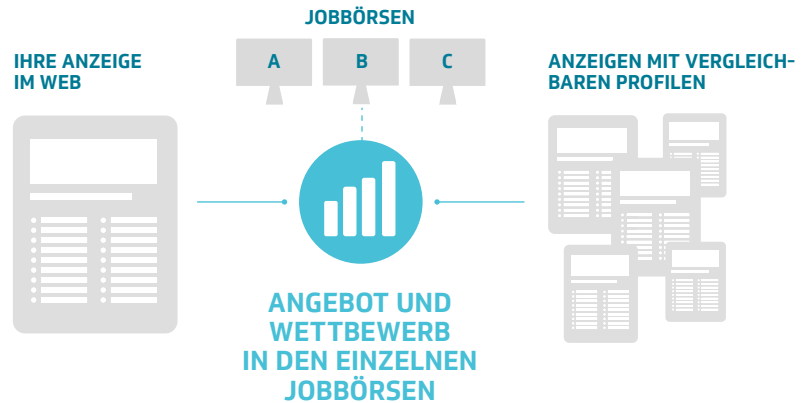 JOBBÖRSEN
IHRE ANZEIGE
IM WEB
A
B
C
ANZEIGEN MIT VERGLEICH-
BAREN PROFILEN
ANGEBOT UND
WETTBEWERB
IN DEN EINZELNEN
JOBBÖRSEN